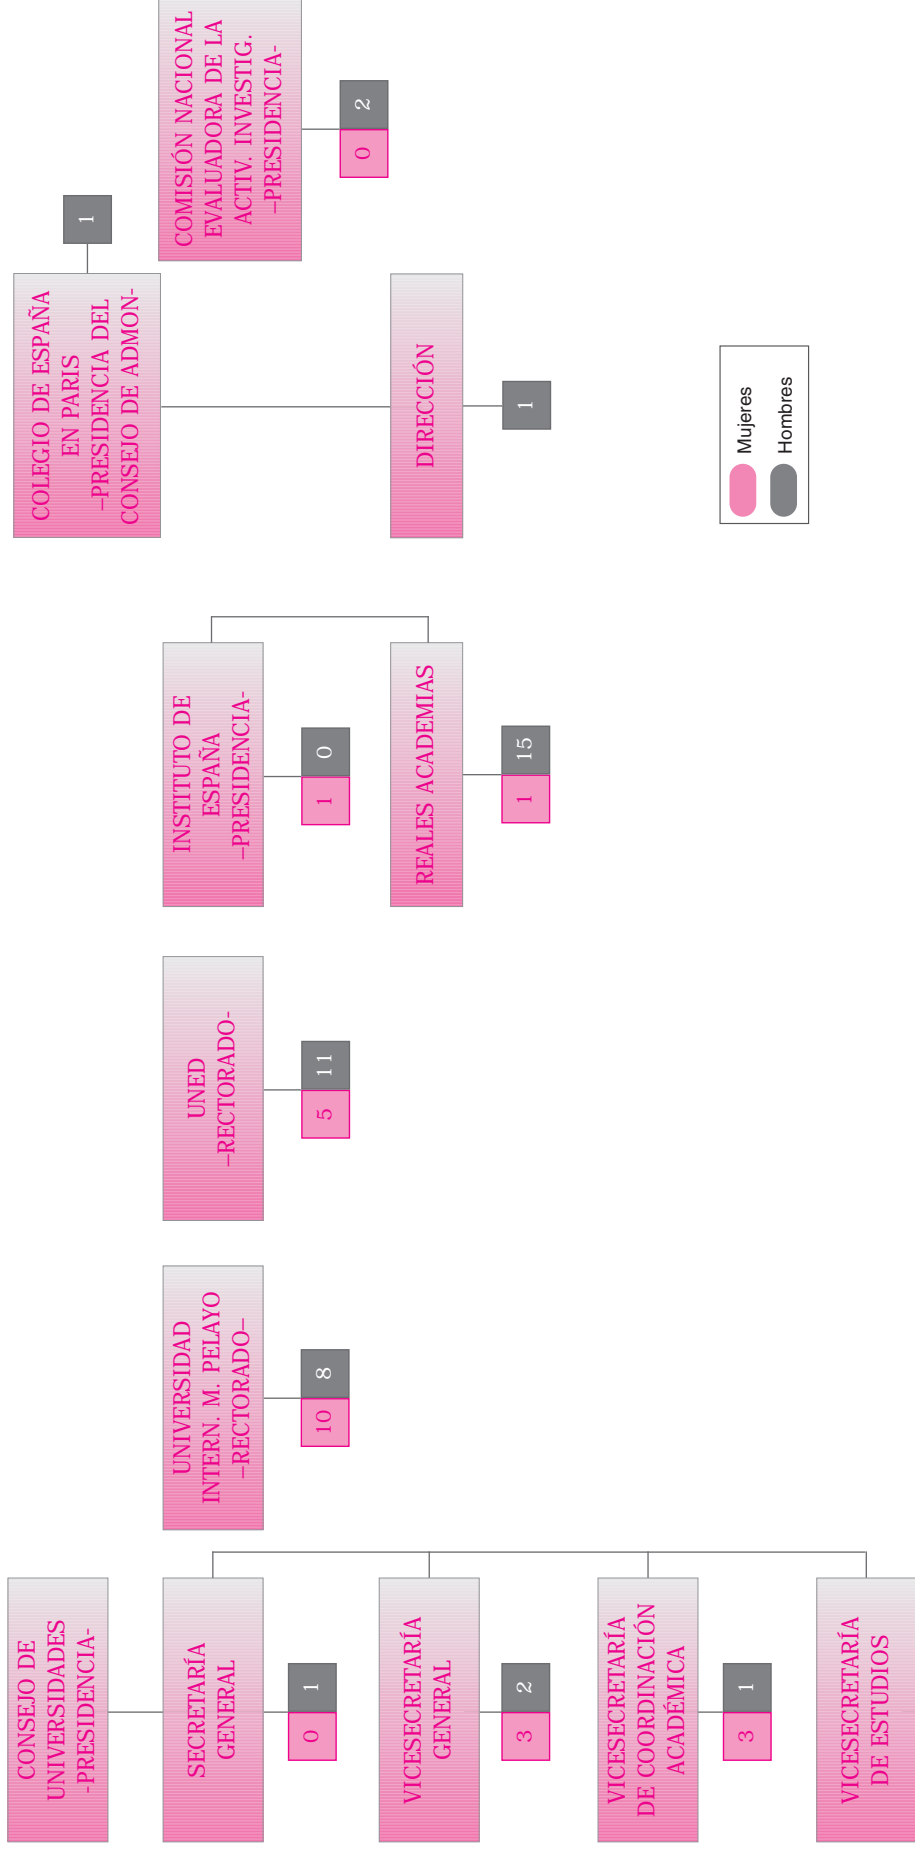 CONSEJO DE
UNIVERSIDADES
-PRESIDENCIA-
SECRETARÍA
GENERAL
0
1
VICESECRETARÍA
GENERAL
3
2
VICESECRETARÍA
DE COORDINACIÓN
ACADÉMICA
3
1
VICESECRETARÍA
DE ESTUDIOS
UNIVERSIDAD
INTERN. M. PELAYO
–RECTORADO–
10
8
UNED
–RECTORADO-
5
11
INSTITUTO DE
ESPAÑA
–PRESIDENCIA-
1
0
REALES ACADEMIAS
1
15
COLEGIO DE ESPAÑA
EN PARIS
–PRESIDENCIA DEL
CONSEJO DE ADMON-
1
DIRECCIÓN
1
COMISIÓN NACIONAL
EVALUADORA DE LA
ACTIV. INVESTIG.
–PRESIDENCIA-
0
2
Mujeres
Hombres